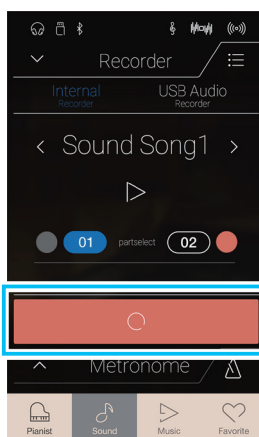 Recorder
Internal
Recorder
USB Audio
Recorder
Sound Song1
01
partselect
02
Metronome
Pianist
Sound
Music
Favorite